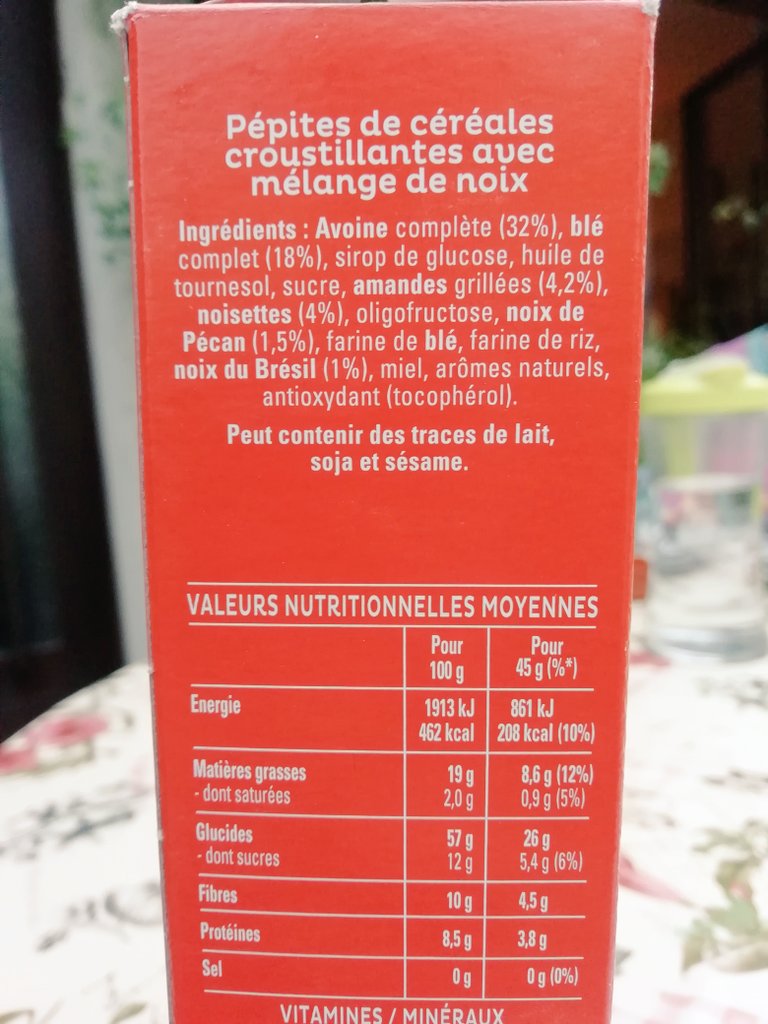 Pépites de céréales
croustillantes avec
mélange de noix
Ingrédients : Avoine complète (32%), blé
complet (18%), sirop de glucose, huile de
tournesol, sucre, amandes grillées (4,2%),
noisettes (4%), oligofructose, noix de
Pécan (1,5%), farine de blé, farine de riz,
noix du Brésil (1%), miel, arômes naturels,
antioxydant (tocophérol).
Peut contenir des traces de lait,
soja et sésame.
VALEURS NUTRITIONNELLES MOYENNES
Pour 100 g Pour 45 g (%*)
Energie 1913 kJ 861 kJ
462 kcal 208 kcal (10%)
Matières grasses 19 g 8,6 g (12%)
- dont saturées 2,0 g 0,9 g (5%)
Glucides 57 g 26 g
- dont sucres 12 g 5,4 g (6%)
Fibres 10 g 4,5 g
Protéines 8,5 g 3,8 g
Sel 0 g 0 g (0%)
VITAMINES / MINÉRAUX